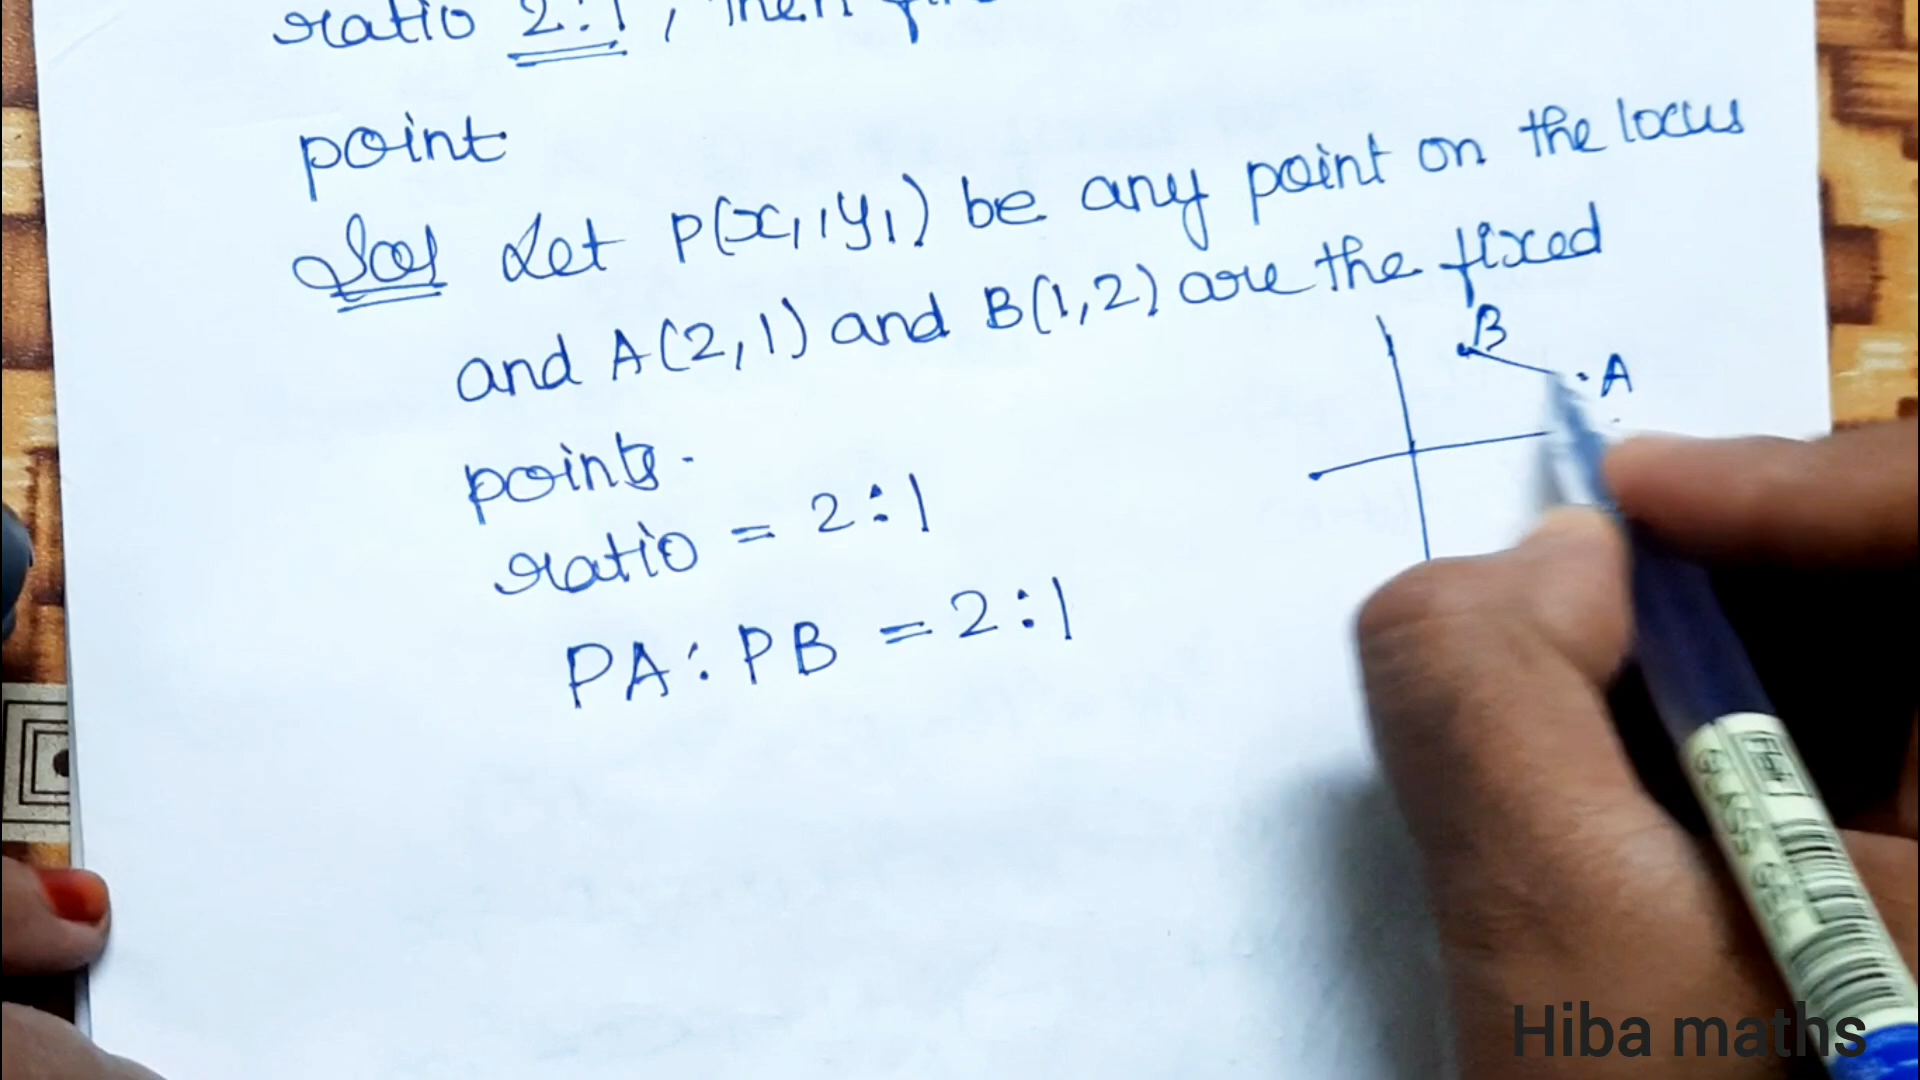 ratio 2:1, then
point
Sol Let P(x₁,y₁) be any point on the locus
and A(2,1) and B(1,2) are the fixed
points.
ratio = 2:1
PA:PB = 2:1
B
A
Hiba maths